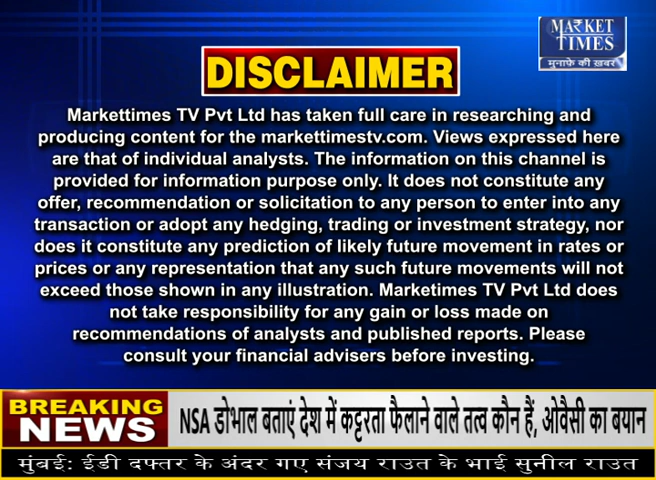 MARKET
TIMES
मुनाफे की ख़बर
DISCLAIMER
Markettimes TV Pvt Ltd has taken full care in researching and
producing content for the markettimestv.com. Views expressed here
are that of individual analysts. The information on this channel is
provided for information purpose only. It does not constitute any
offer, recommendation or solicitation to any person to enter into any
transaction or adopt any hedging, trading or investment strategy, nor
does it constitute any prediction of likely future movement in rates or
prices or any representation that any such future movements will not
exceed those shown in any illustration. Marketimes TV Pvt Ltd does
not take responsibility for any gain or loss made on
recommendations of analysts and published reports. Please
consult your financial advisers before investing.
BREAKING
NEWS
NSA डोभाल बताएं देश में कट्टरता फैलाने वाले तत्व कौन हैं, ओवैसी का बयान
मुंबई: ईडी दफ्तर के अंदर गए संजय राउत के भाई सुनील राउत